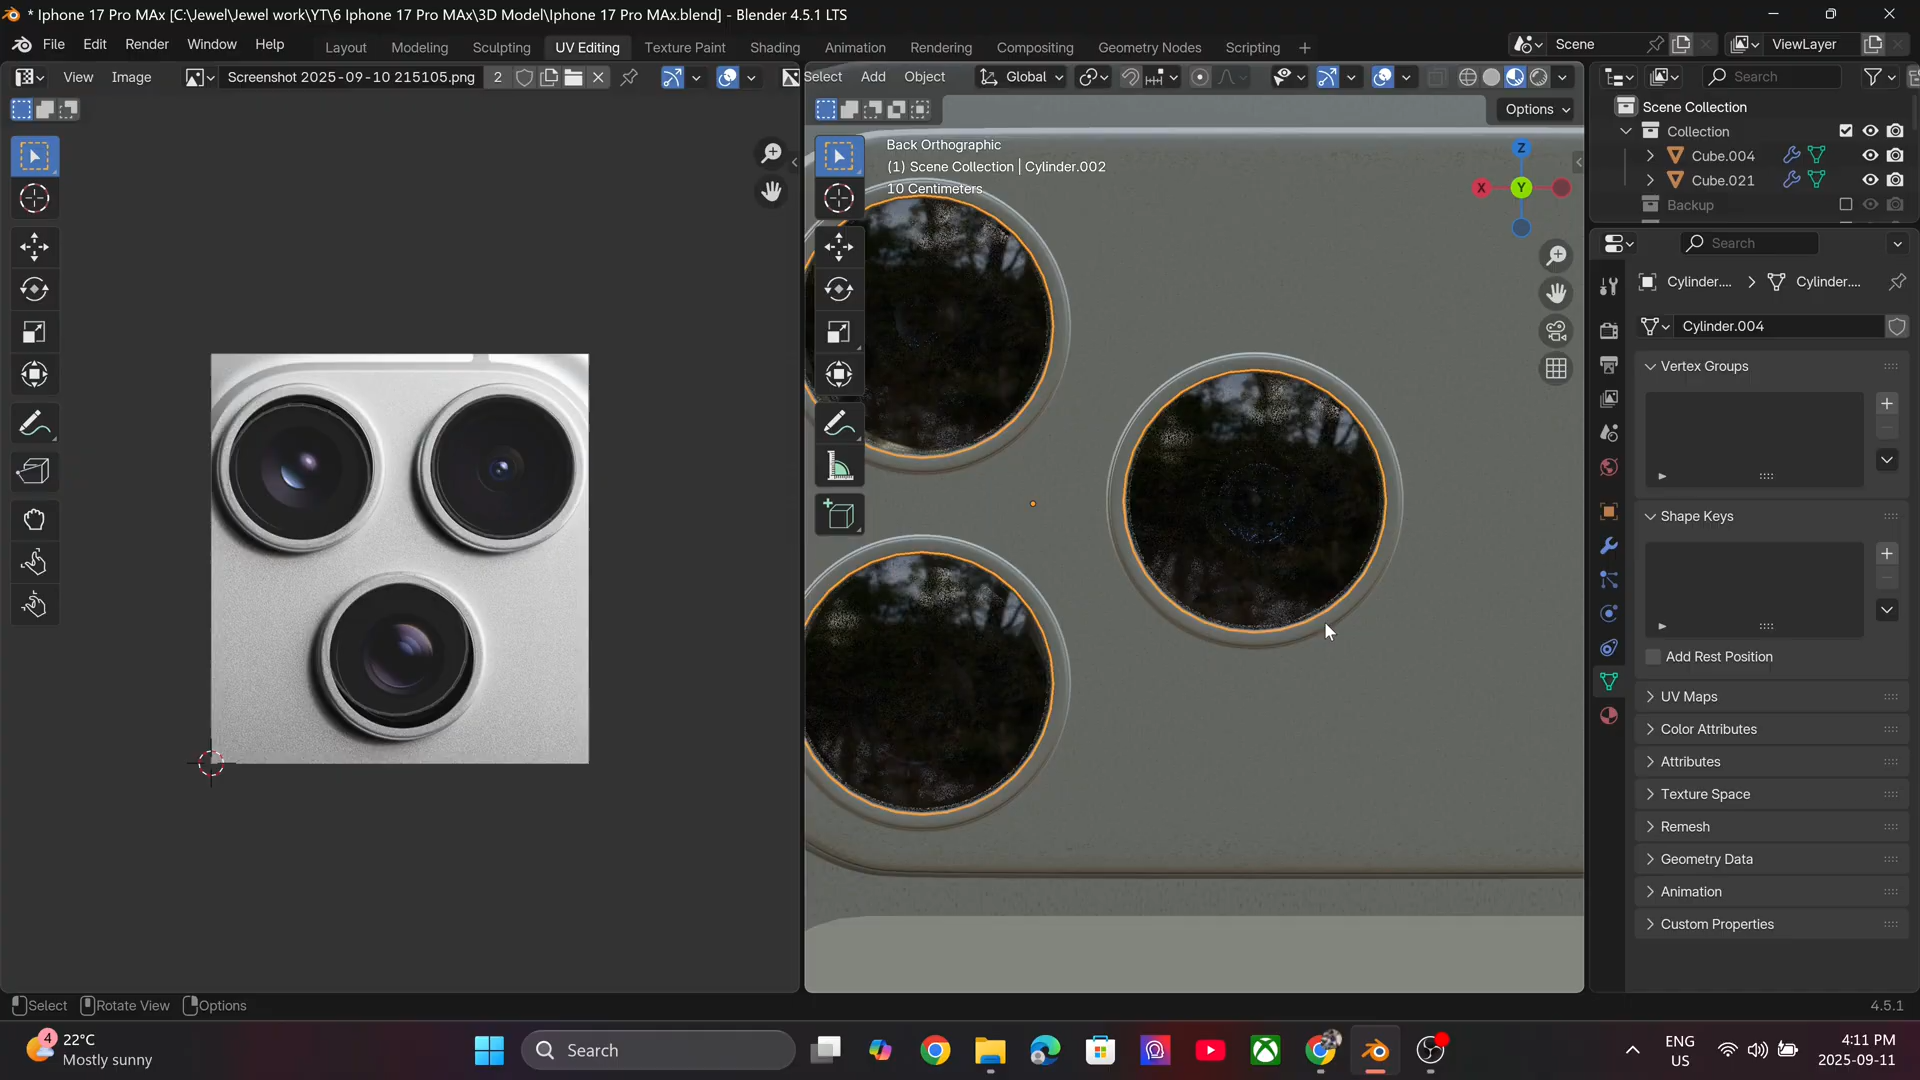 * Iphone 17 Pro MAx [C:\Jewel\Jewel work\YT\6 Iphone 17 Pro MAx\3D Model\Iphone 17 Pro MAx.blend] - Blender 4.5.1 LTS
File Edit Render Window Help Layout Modeling Sculpting UV Editing Texture Paint Shading Animation Rendering Compositing Geometry Nodes Scripting + Scene ViewLayer
View Image Screenshot 2025-09-10 215105.png 2 Select Add Object Global Search
Options
Scene Collection
Collection
Cube.004
Cube.021
Backup
Back Orthographic
(1) Scene Collection | Cylinder.002
10 Centimeters
Z
X Y
Search
Cylinder.... > Cylinder....
Cylinder.004
Vertex Groups
Shape Keys
Add Rest Position
UV Maps
Color Attributes
Attributes
Texture Space
Remesh
Geometry Data
Animation
Custom Properties
Select Rotate View Options 4.5.1
4
22°C
Mostly sunny
Search
ENG
US
4:11 PM
2025-09-11